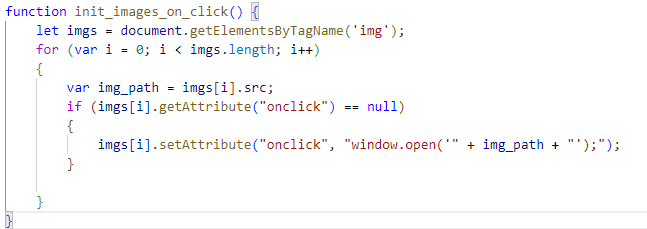 function init_images_on_click() {
    let imgs = document.getElementsByTagName('img');
    for (var i = 0; i < imgs.length; i++)
    {
        var img_path = imgs[i].src;
        if (imgs[i].getAttribute("onclick") == null)
        {
            imgs[i].setAttribute("onclick", "window.open('" + img_path + "');");
        }
    }
}